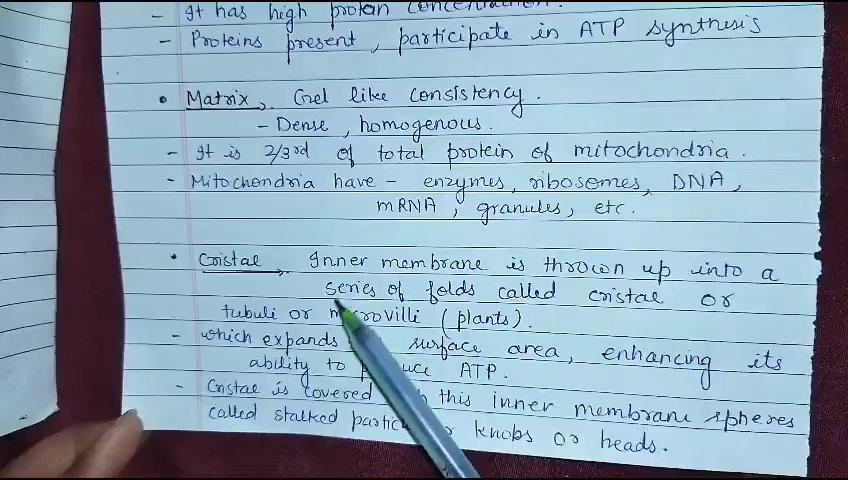 - It has high protein
- Proteins present, participate in ATP synthesis
• Matrix → Gel like consistency.
- Dense, homogenous.
- It is 2/3rd of total protein of mitochondria.
- Mitochondria have - enzymes, ribosomes, DNA,
mRNA, granules, etc.
• Cristae → Inner membrane is thrown up into a
series of folds called cristae or
tubuli or microvilli (plants).
- which expands surface area, enhancing its
ability to ATP.
- Cristae is covered this inner membrane spheres
called stalked knobs or heads.